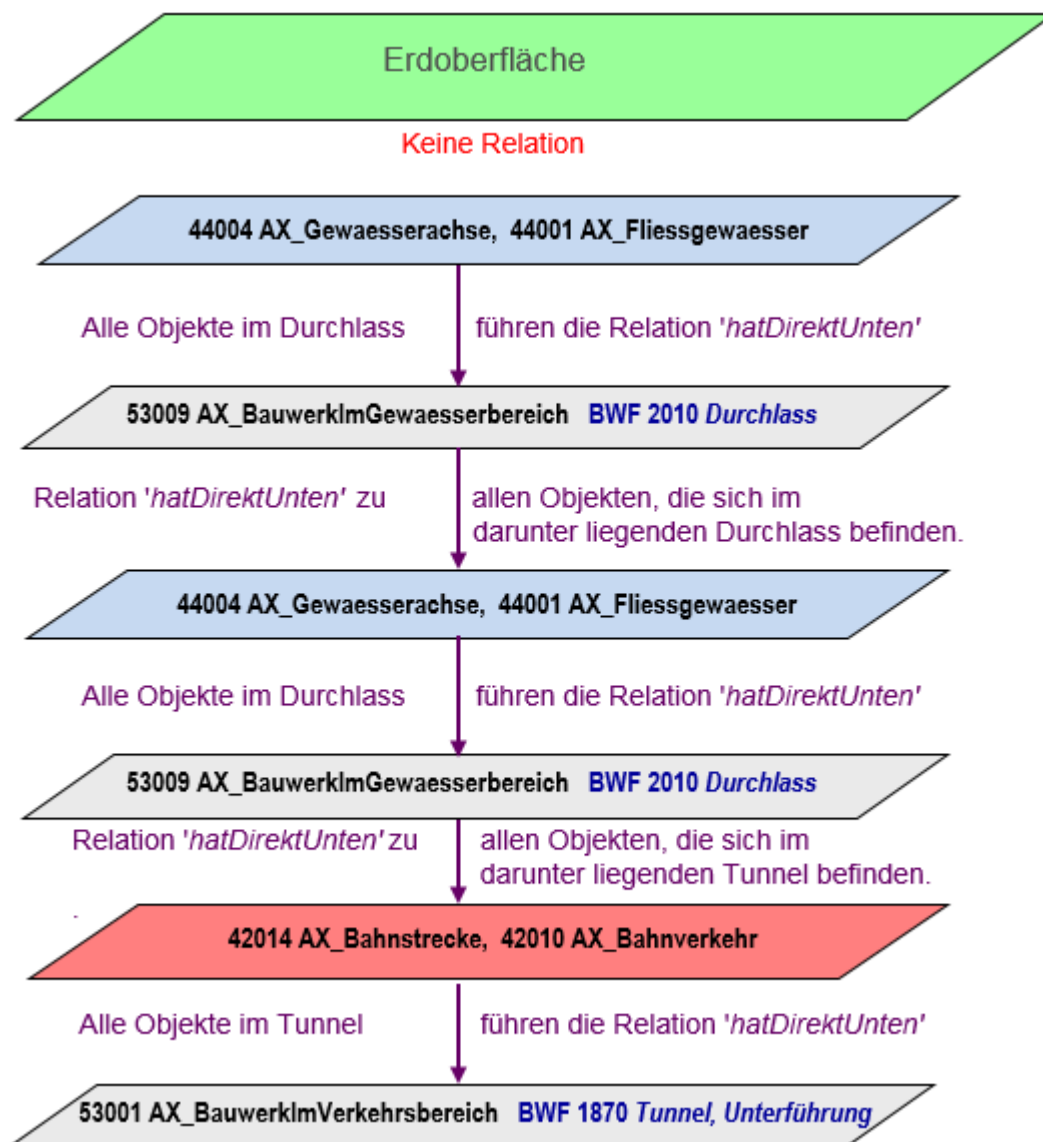 Erdoberfläche
Keine Relation
44004 AX_Gewaesserachse, 44001 AX_Fliessgewaesser
Alle Objekte im Durchlass führen die Relation 'hatDirektUnten'
53009 AX_BauwerkImGewaesserbereich BWF 2010 Durchlass
Relation 'hatDirektUnten' zu allen Objekten, die sich im
darunter liegenden Durchlass befinden.
44004 AX_Gewaesserachse, 44001 AX_Fliessgewaesser
Alle Objekte im Durchlass führen die Relation 'hatDirektUnten'
53009 AX_BauwerkImGewaesserbereich BWF 2010 Durchlass
Relation 'hatDirektUnten' zu allen Objekten, die sich im
darunter liegenden Tunnel befinden.
.
42014 AX_Bahnstrecke, 42010 AX_Bahnverkehr
Alle Objekte im Tunnel führen die Relation 'hatDirektUnten'
53001 AX_BauwerkImVerkehrsbereich BWF 1870 Tunnel, Unterführung